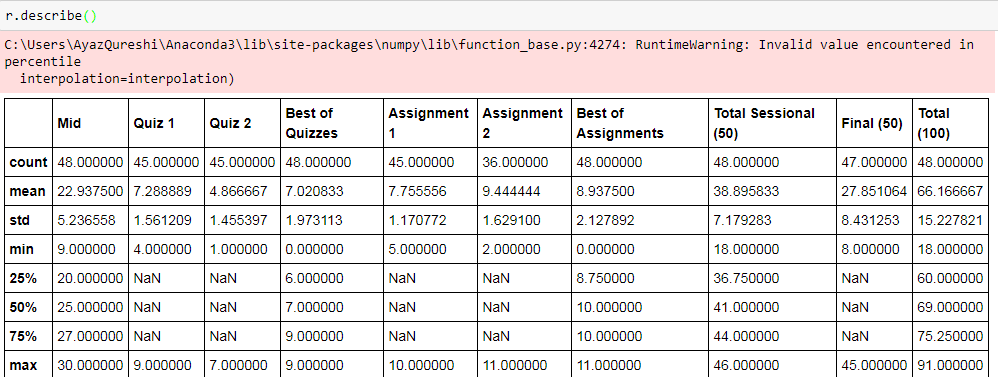 r.describe()
C:\Users\AyazQureshi\Anaconda3\lib\site-packages\numpy\lib\function_base.py:4274: RuntimeWarning: Invalid value encountered in
percentile
  interpolation=interpolation)
Mid Quiz 1 Quiz 2 Best of Quizzes Assignment 1 Assignment 2 Best of Assignments Total Sessional (50) Final (50) Total (100)
count 48.000000 45.000000 45.000000 48.000000 45.000000 36.000000 48.000000 48.000000 47.000000 48.000000
mean 22.937500 7.288889 4.866667 7.020833 7.755556 9.444444 8.937500 38.895833 27.851064 66.166667
std 5.236558 1.561209 1.455397 1.973113 1.170772 1.629100 2.127892 7.179283 8.431253 15.227821
min 9.000000 4.000000 1.000000 0.000000 5.000000 2.000000 0.000000 18.000000 8.000000 18.000000
25% 20.000000 NaN NaN 6.000000 NaN NaN 8.750000 36.750000 NaN 60.000000
50% 25.000000 NaN NaN 7.000000 NaN NaN 10.000000 41.000000 NaN 69.000000
75% 27.000000 NaN NaN 9.000000 NaN NaN 10.000000 44.000000 NaN 75.250000
max 30.000000 9.000000 7.000000 9.000000 10.000000 11.000000 11.000000 46.000000 45.000000 91.000000